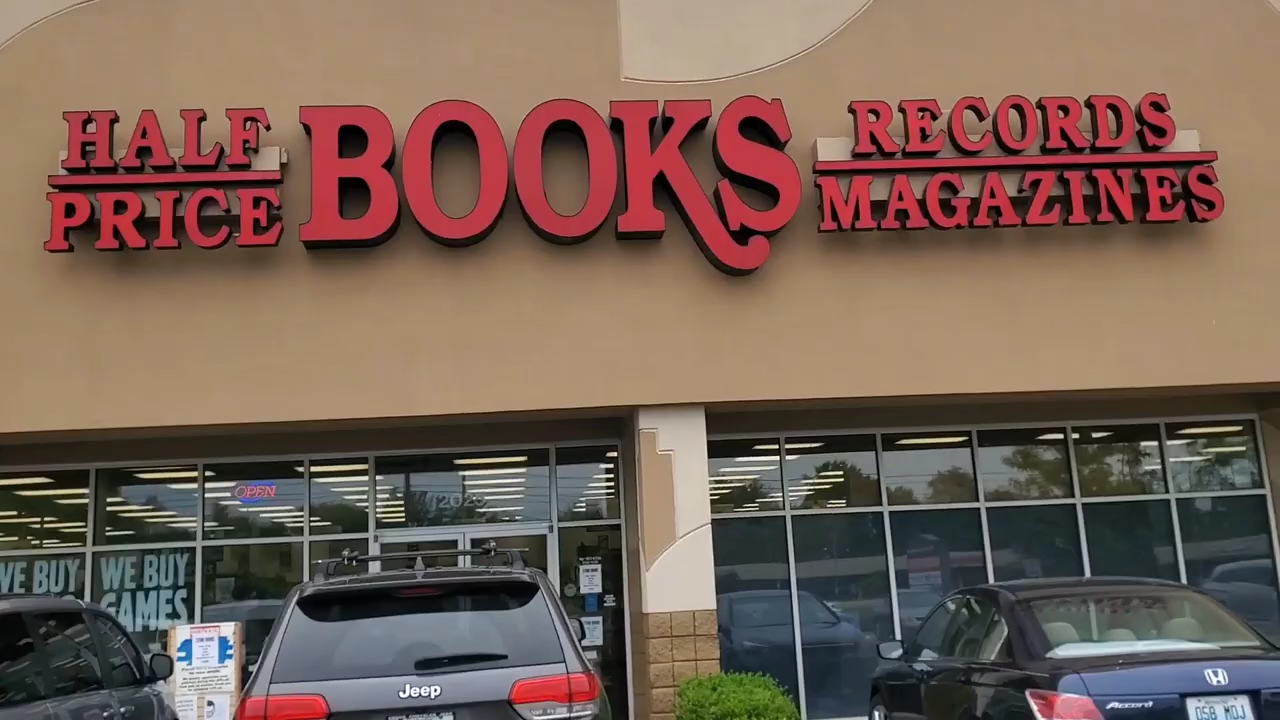 HALF
PRICE
BOOKS
RECORDS
MAGAZINES
OPEN
WE BUY
WE BUY
GAMES
Jeep
Accord